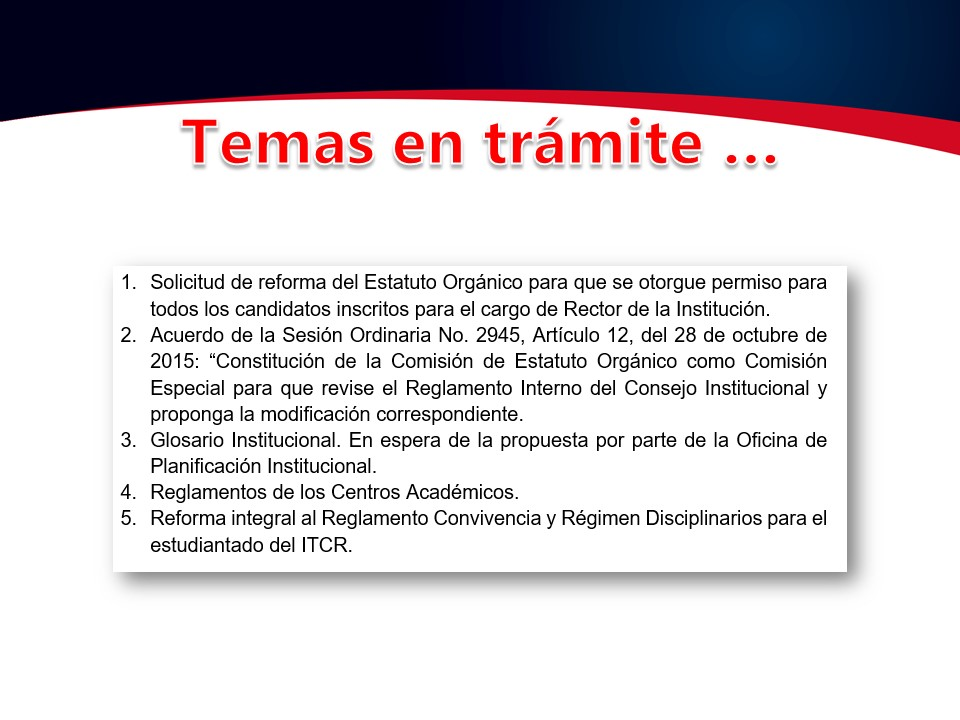 Temas en trámite ...
1. Solicitud de reforma del Estatuto Orgánico para que se otorgue permiso para
todos los candidatos inscritos para el cargo de Rector de la Institución.
2. Acuerdo de la Sesión Ordinaria No. 2945, Artículo 12, del 28 de octubre de
2015: “Constitución de la Comisión de Estatuto Orgánico como Comisión
Especial para que revise el Reglamento Interno del Consejo Institucional y
proponga la modificación correspondiente.
3. Glosario Institucional. En espera de la propuesta por parte de la Oficina de
Planificación Institucional.
4. Reglamentos de los Centros Académicos.
5. Reforma integral al Reglamento Convivencia y Régimen Disciplinarios para el
estudiantado del ITCR.